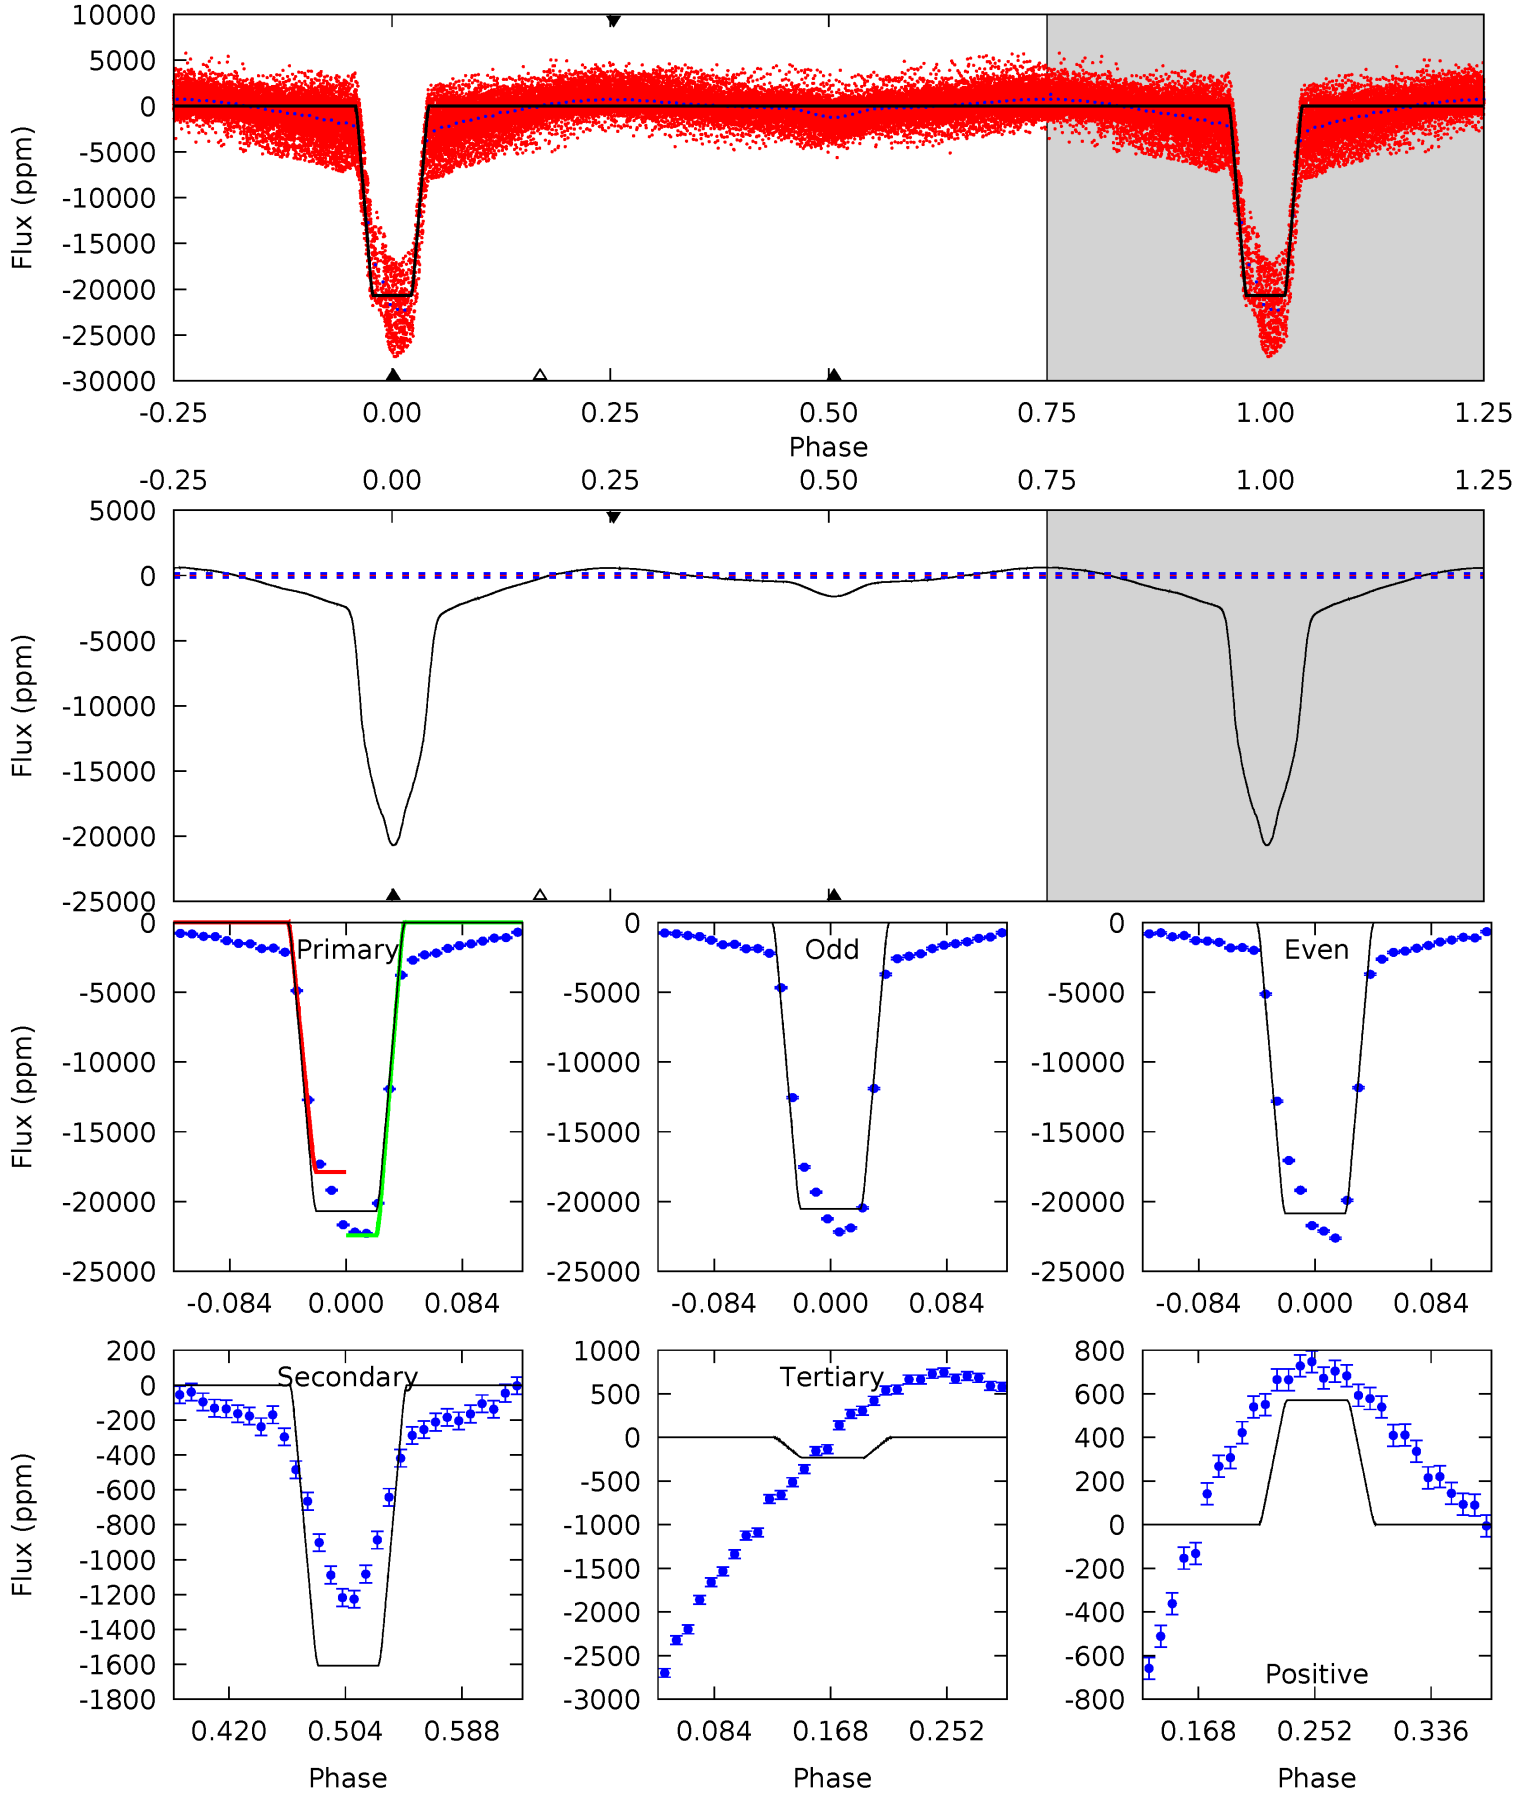 10000
5000
0
-5000
-10000
-15000
-20000
-25000
-30000
Flux (ppm)
-0.25 0.00 0.25 0.50 0.75 1.00 1.25
Phase
-0.25 0.00 0.25 0.50 0.75 1.00 1.25
5000
0
-5000
-10000
-15000
-20000
-25000
Flux (ppm)
Primary
0
-5000
-10000
-15000
-20000
-25000
Flux (ppm)
-0.084 0.000 0.084
Odd
0
-5000
-10000
-15000
-20000
-25000
-0.084 0.000 0.084
Even
0
-5000
-10000
-15000
-20000
-25000
-0.084 0.000 0.084
Secondary
200
0
-200
-400
-600
-800
-1000
-1200
-1400
-1600
-1800
Flux (ppm)
0.420 0.504 0.588
Phase
Tertiary
1000
500
0
-500
-1000
-1500
-2000
-2500
-3000
0.084 0.168 0.252
Phase
800
600
400
200
0
-200
-400
-600
-800
Positive
0.168 0.252 0.336
Phase